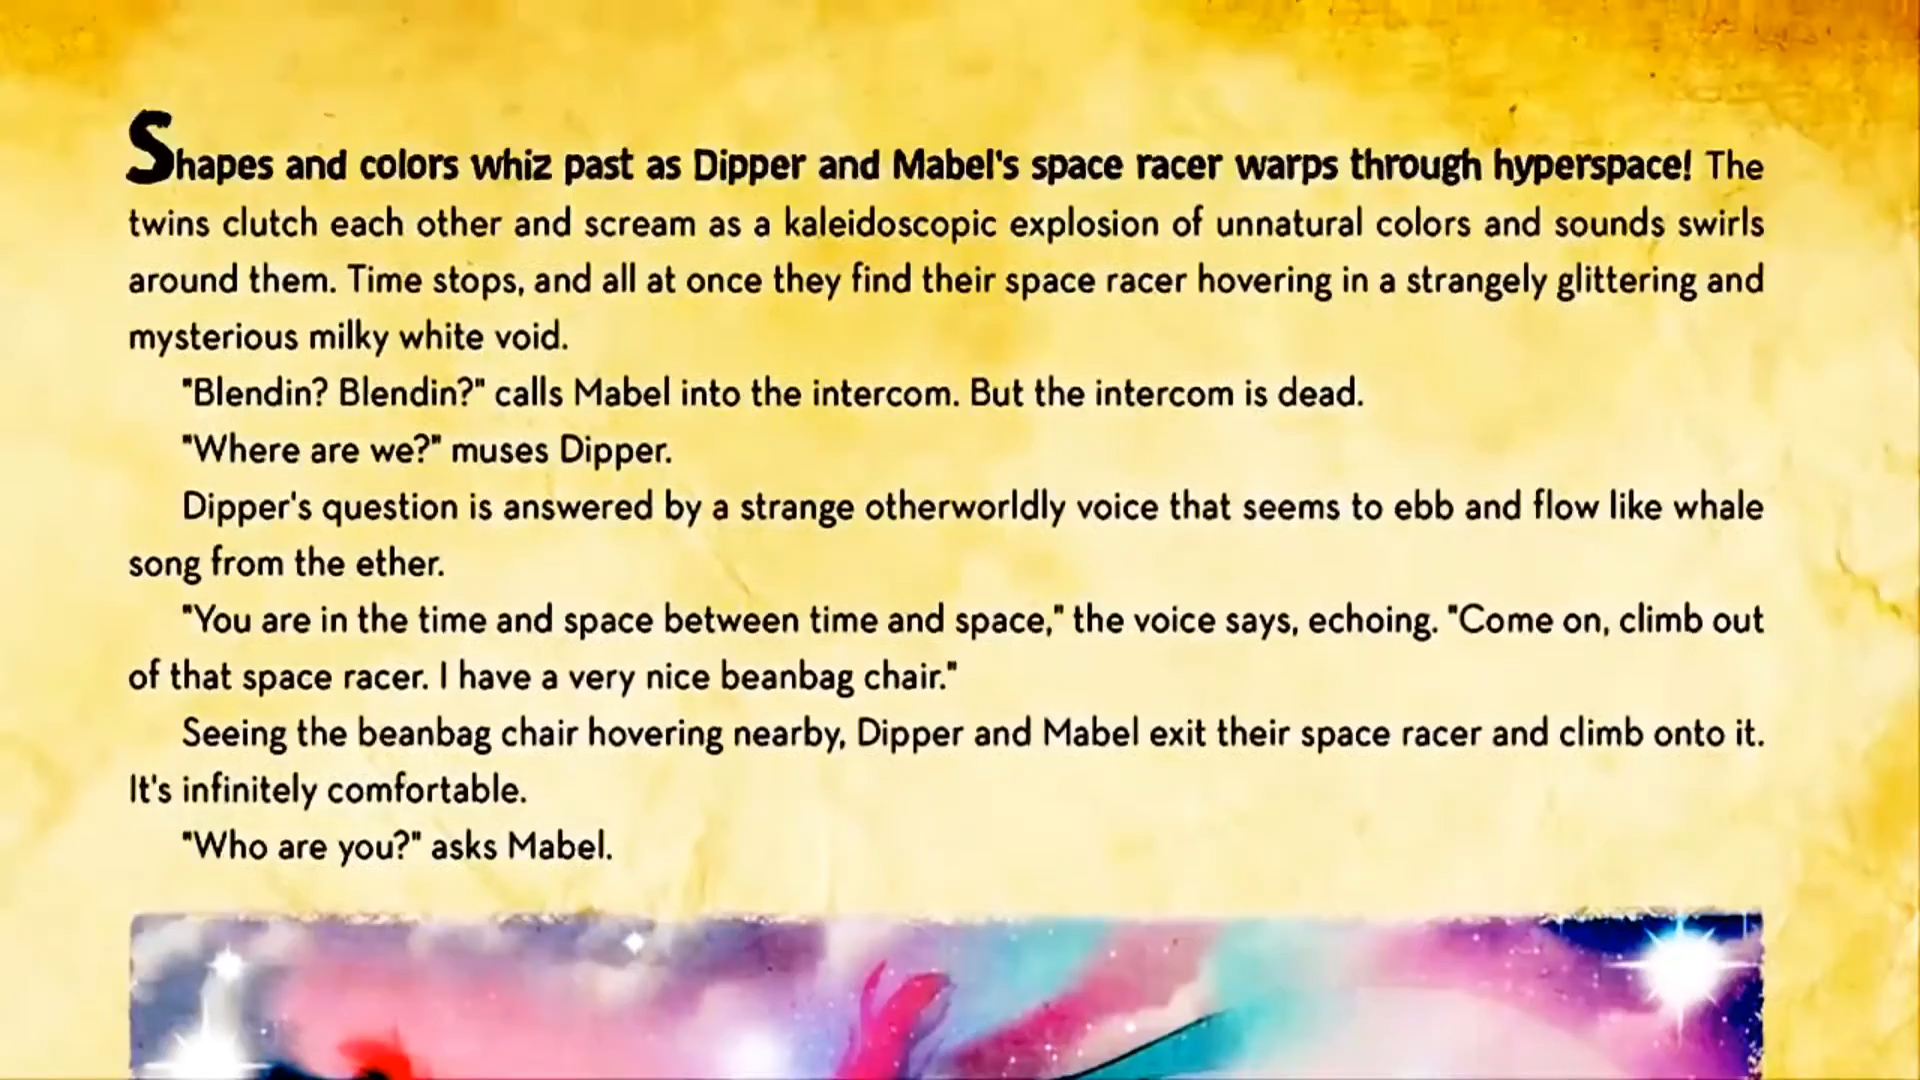 Shapes and colors whiz past as Dipper and Mabel's space racer warps through hyperspace! The
twins clutch each other and scream as a kaleidoscopic explosion of unnatural colors and sounds swirls
around them. Time stops, and all at once they find their space racer hovering in a strangely glittering and
mysterious milky white void.
"Blendin? Blendin?" calls Mabel into the intercom. But the intercom is dead.
"Where are we?" muses Dipper.
Dipper's question is answered by a strange otherworldly voice that seems to ebb and flow like whale
song from the ether.
"You are in the time and space between time and space," the voice says, echoing. "Come on, climb out
of that space racer. I have a very nice beanbag chair."
Seeing the beanbag chair hovering nearby, Dipper and Mabel exit their space racer and climb onto it.
It's infinitely comfortable.
"Who are you?" asks Mabel.